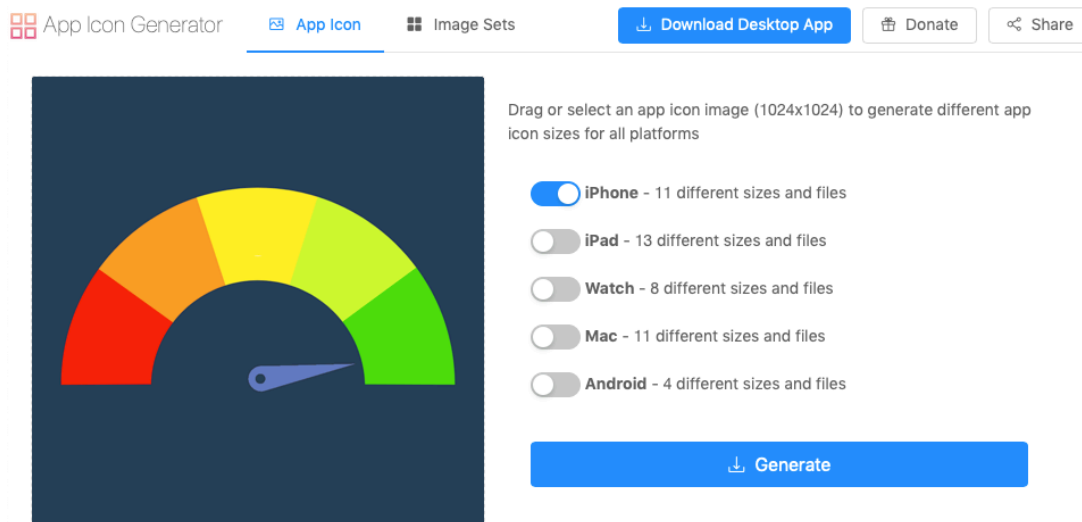 App Icon Generator App Icon Image Sets Download Desktop App Donate Share
Drag or select an app icon image (1024x1024) to generate different app
icon sizes for all platforms
iPhone - 11 different sizes and files
iPad - 13 different sizes and files
Watch - 8 different sizes and files
Mac - 11 different sizes and files
Android - 4 different sizes and files
Generate